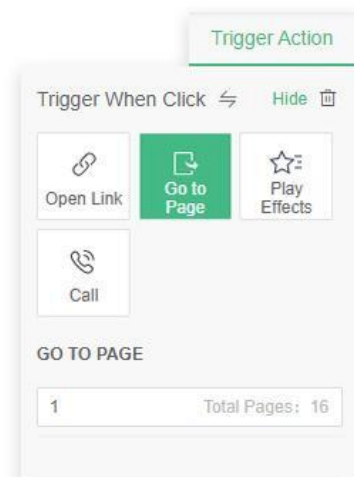 Trigger Action
Trigger When Click Hide
Open Link
Go to
Page
Play
Effects
Call
GO TO PAGE
1 Total Pages: 16